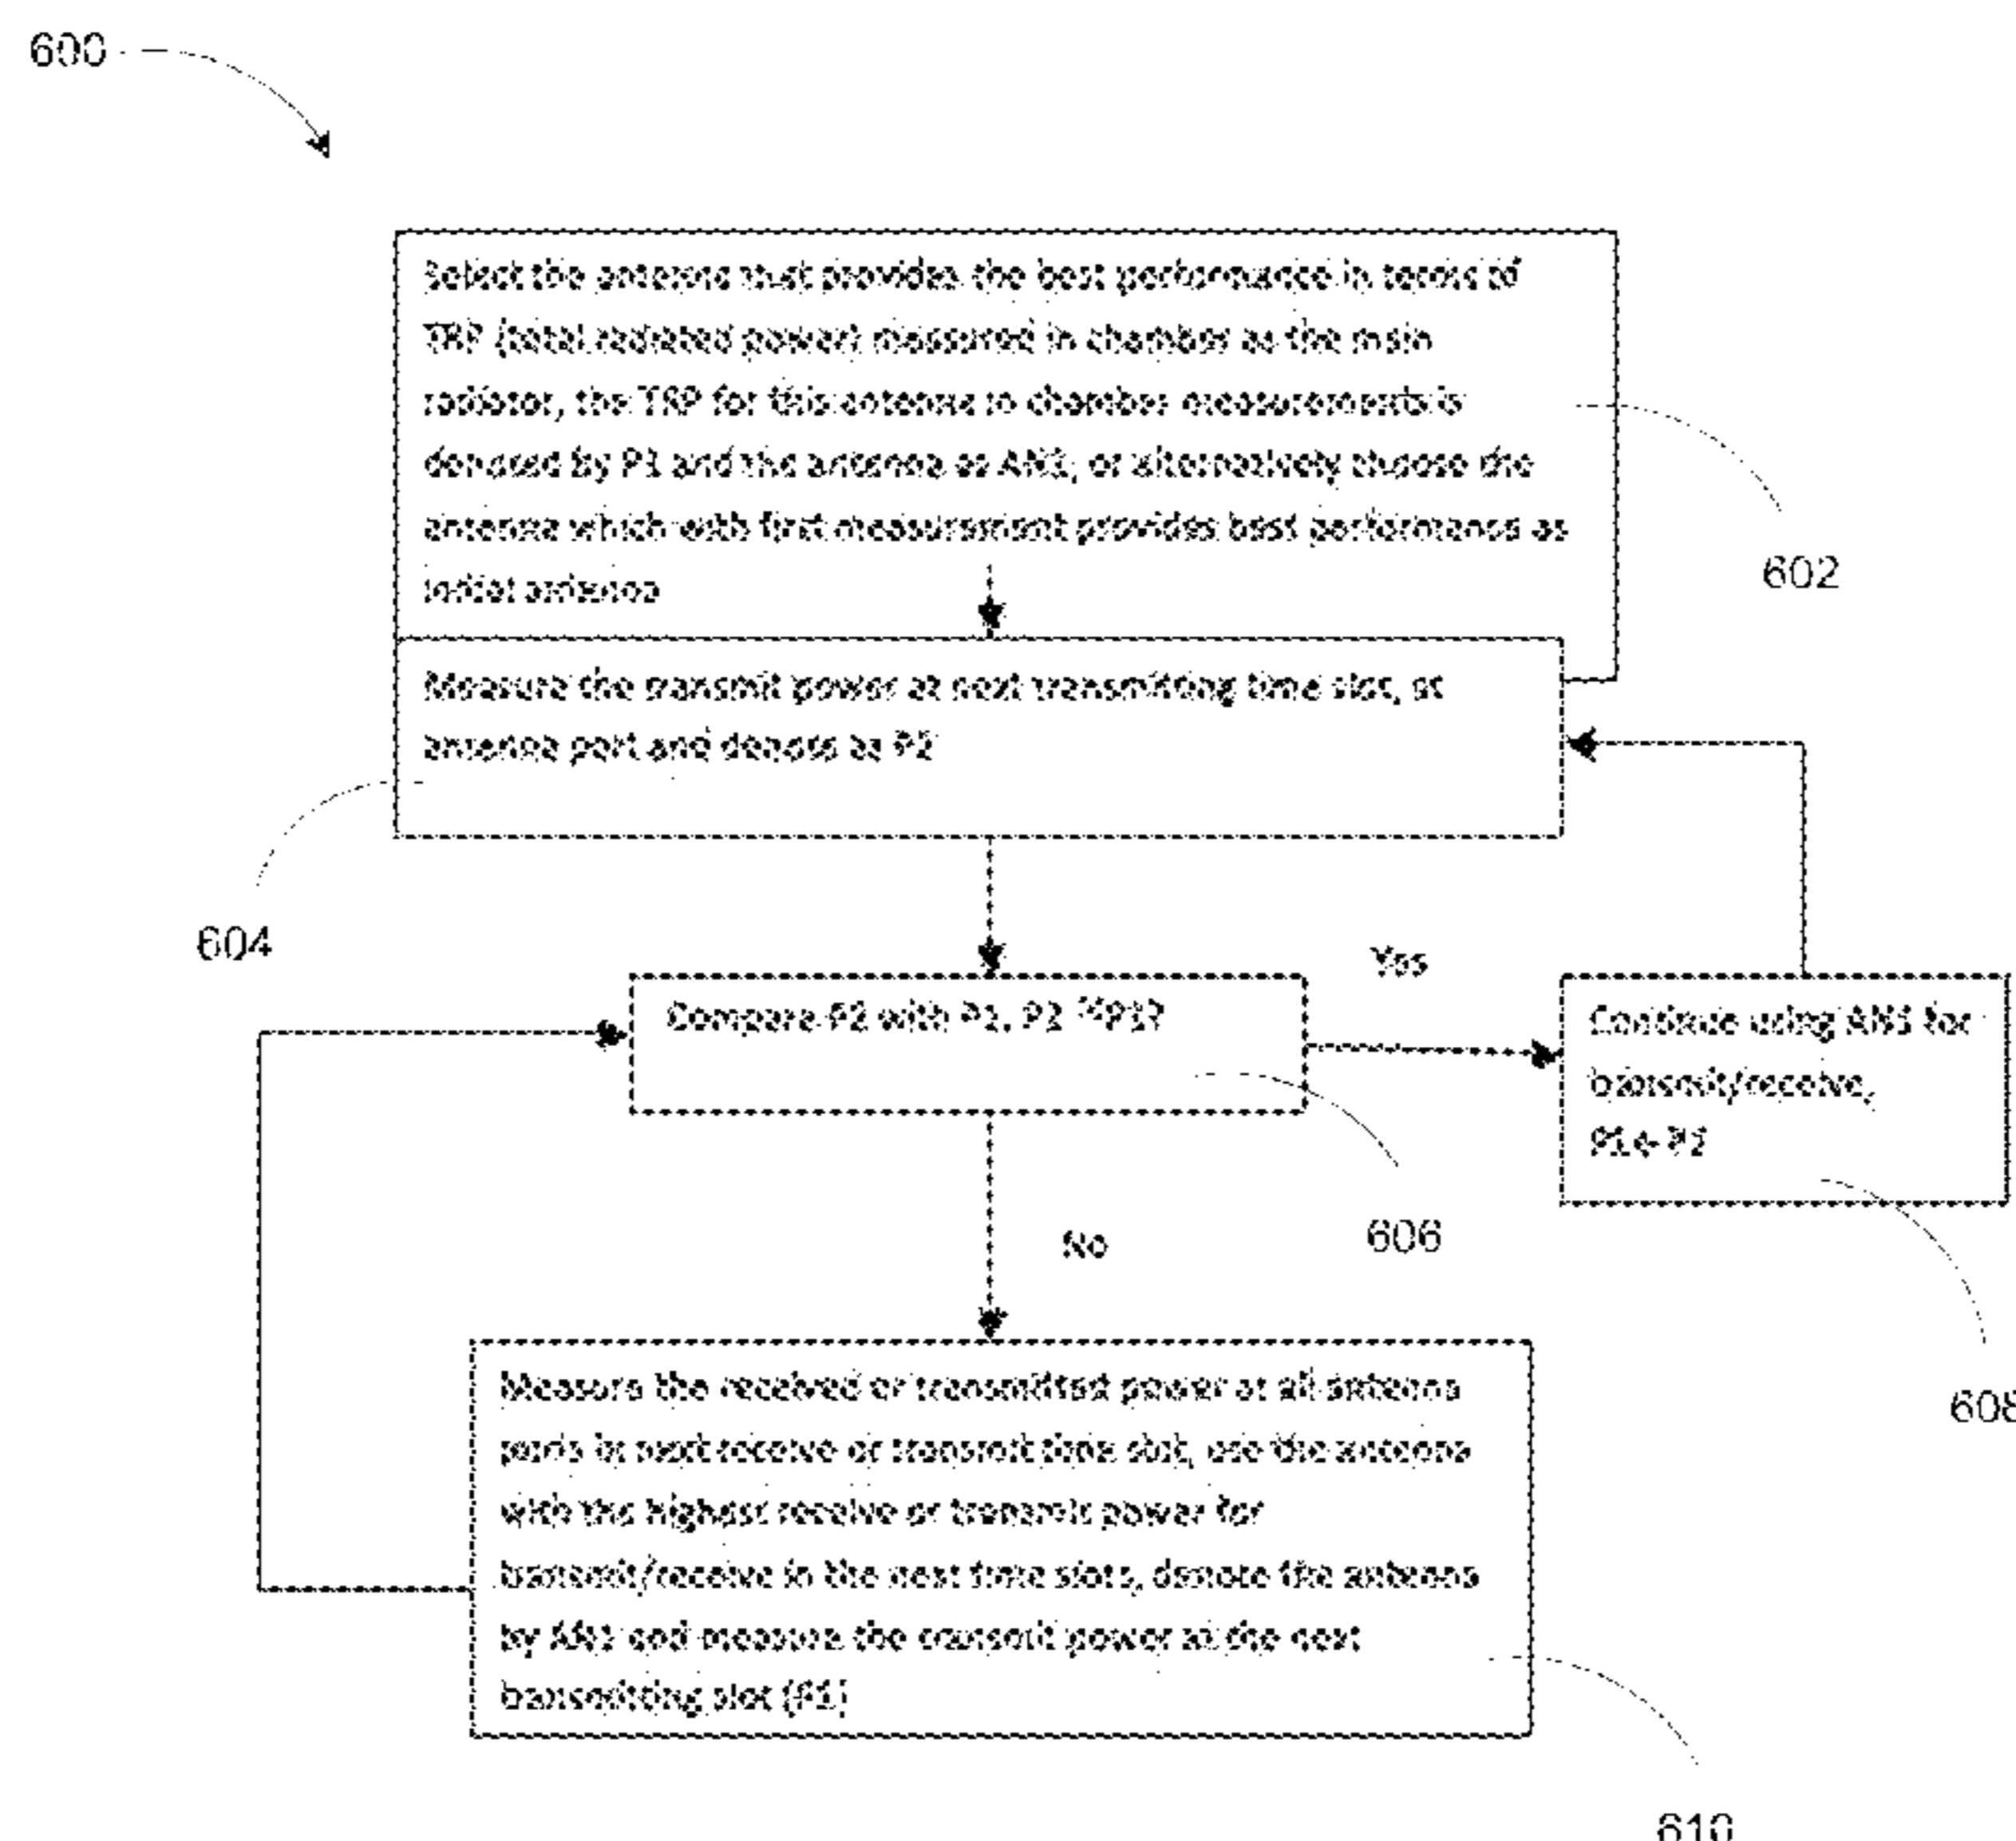 600
Select the antenna that provides the best performance in terms of
TRP (total radiated power) measured in chamber as the main
radiator, the TRP for this antenna in chamber measurements is
denoted by P1 and the antenna as AN1, or alternatively choose the
antenna which with first measurement provides best performance as
initial antenna
602
Measure the transmit power at next transmitting time slot, at
antenna port and denote as P2
604
Compare P2 with P1, P2
Yes
Continue using AN1 for
transmit/receive,
606
No
608
Measure the received or transmitted power at all antenna
ports in next receive or transmit time slot, use the antenna
with the highest receive or transmit power for
transmit/receive in the next time slots, denote the antenna
by AN1 and measure the transmit power at the next
transmitting slot (P1)
610